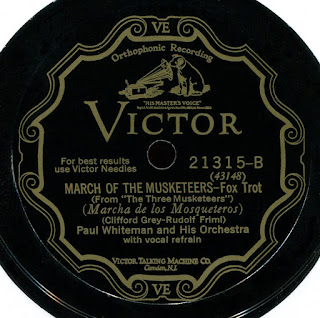 VE
Orthophonic Recording
"HIS MASTER'S VOICE"
VICTOR
For best results
use Victor Needles
21315-B
(43148)
MARCH OF THE MUSKETEERS-Fox Trot
(From "The Three Musketeers")
(Marcha de los Mosqueteros)
(Clifford Grey-Rudolf Friml)
Paul Whiteman and His Orchestra
with vocal refrain
VICTOR TALKING MACHINE CO.
Camden, N.J.
VE